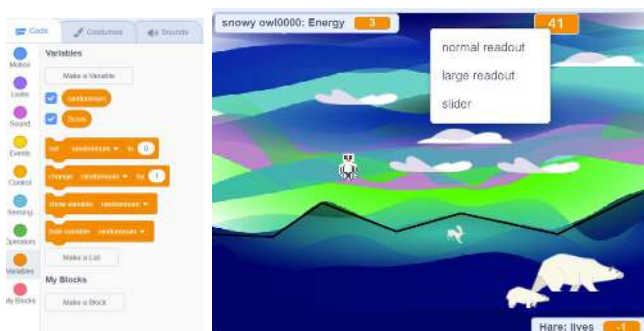 Code
Costumes
Sounds
Variables
Motion
Make a Variable
Looks
randomnum
Score
Sound
Events
set randomnum to 0
Control
change randomnum by 1
Sensing
show variable randomnum
Operators
hide variable randomnum
Variables
Make a List
My Blocks
My Blocks
Make a Block
snowy owl0000: Energy 3
41
normal readout
large readout
slider
Hare: lives -1